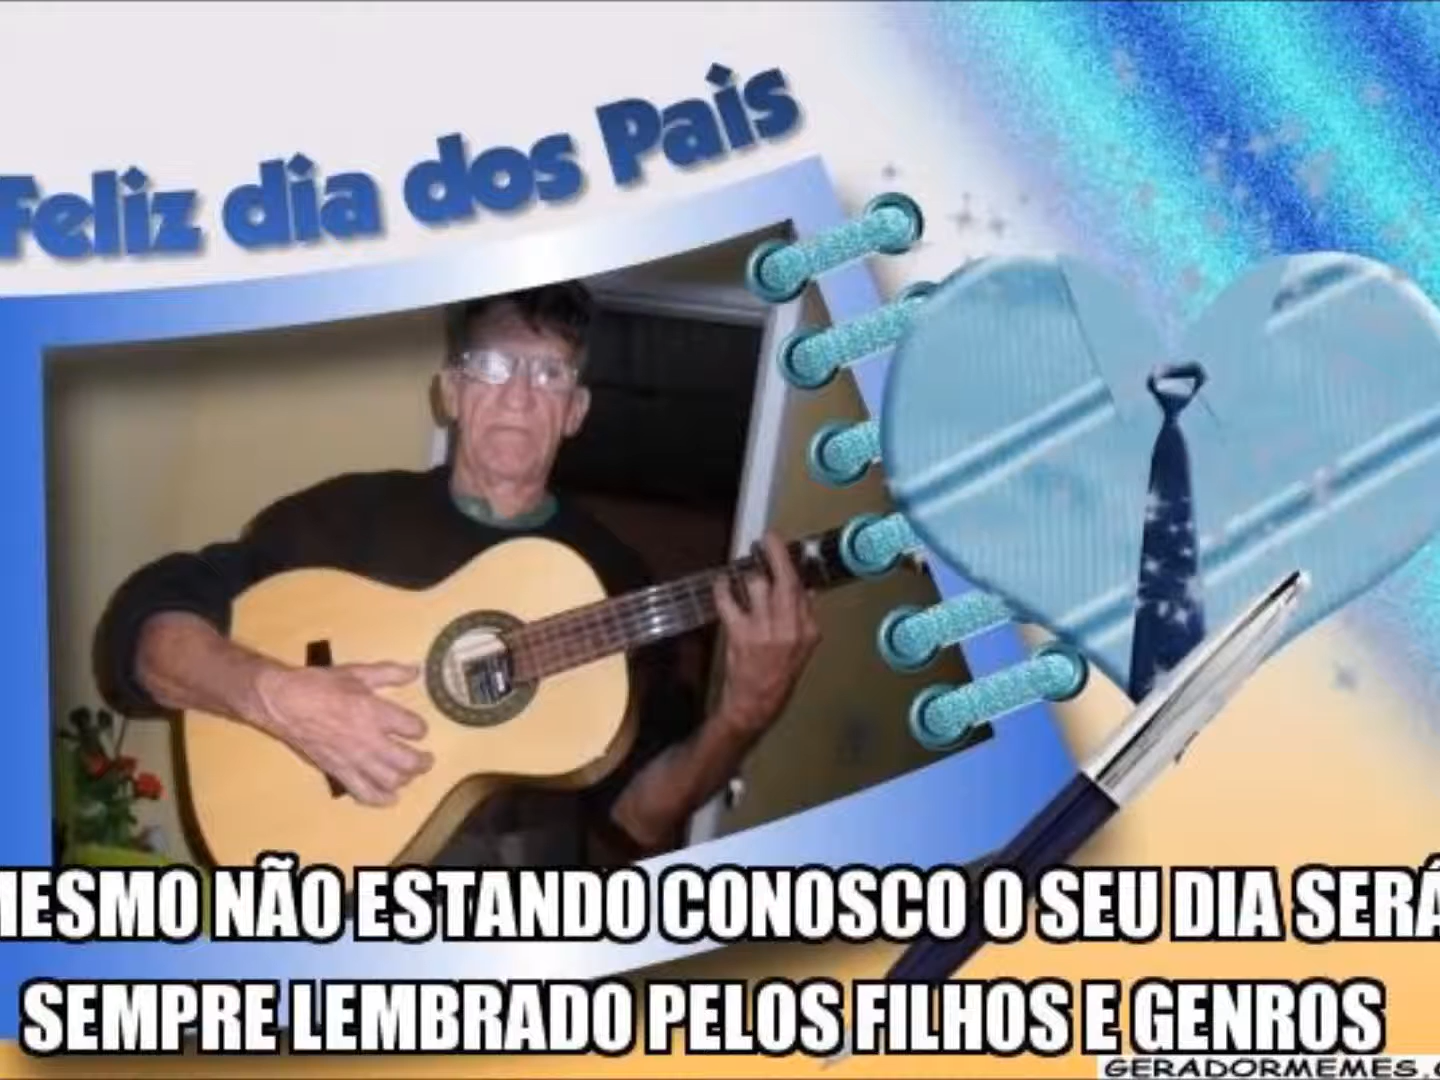 Feliz dia dos Pais
MESMO NÃO ESTANDO CONOSCO O SEU DIA SERÁ
SEMPRE LEMBRADO PELOS FILHOS E GENROS
GERADORMEMES.C